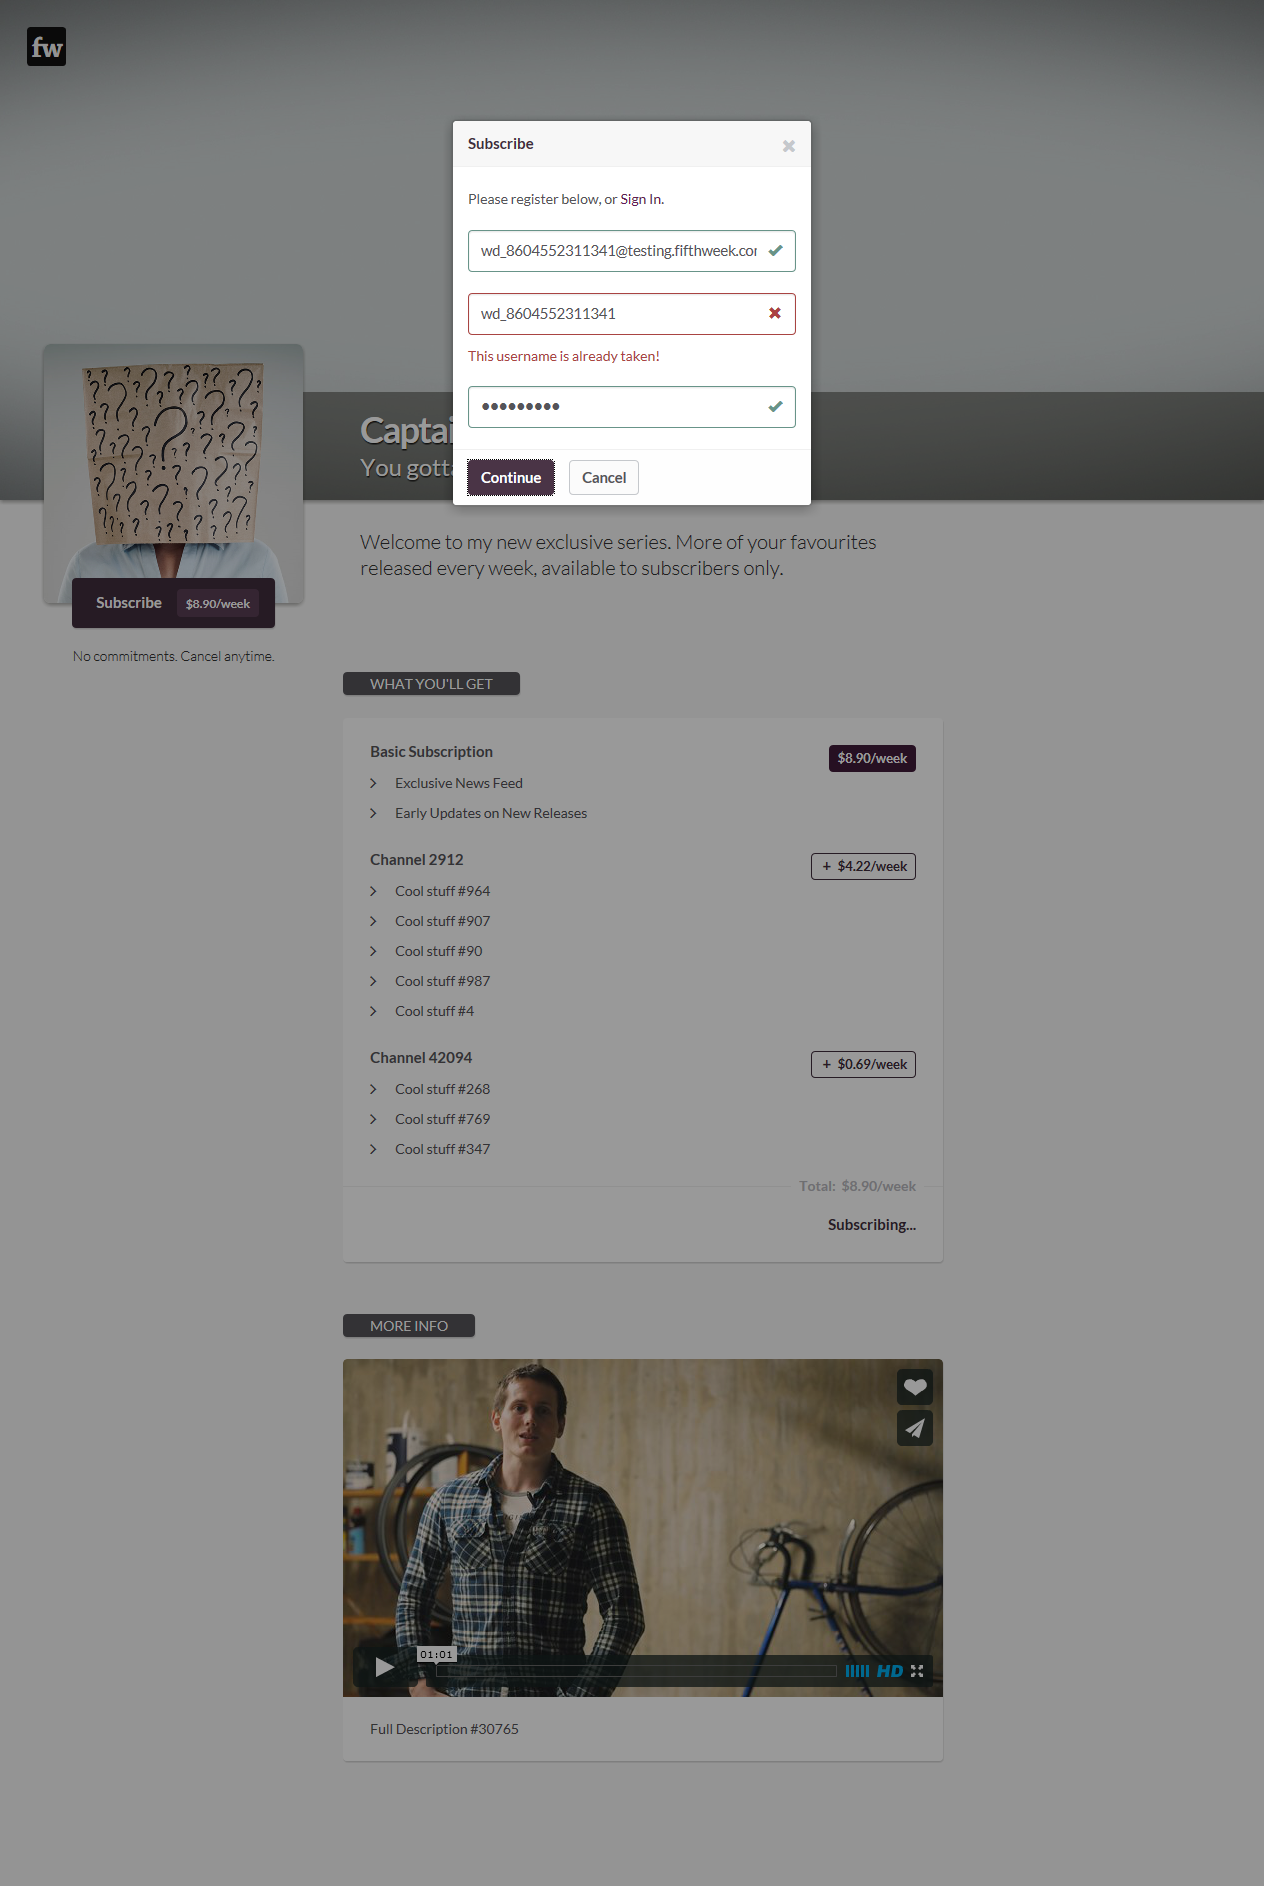 fw
Subscribe
Please register below, or Sign In.
wd_8604552311341@testing.fifthweek.co
wd_8604552311341
This username is already taken!
•••••••••
Continue
Cancel
Captai
You gotta
Welcome to my new exclusive series. More of your favourites
released every week, available to subscribers only.
Subscribe $8.90/week
No commitments. Cancel anytime.
WHAT YOU'LL GET
Basic Subscription $8.90/week
Exclusive News Feed
Early Updates on New Releases
Channel 2912 + $4.22/week
Cool stuff #964
Cool stuff #907
Cool stuff #90
Cool stuff #987
Cool stuff #4
Channel 42094 + $0.69/week
Cool stuff #268
Cool stuff #769
Cool stuff #347
Total: $8.90/week
Subscribing...
MORE INFO
01:01
HD
Full Description #30765